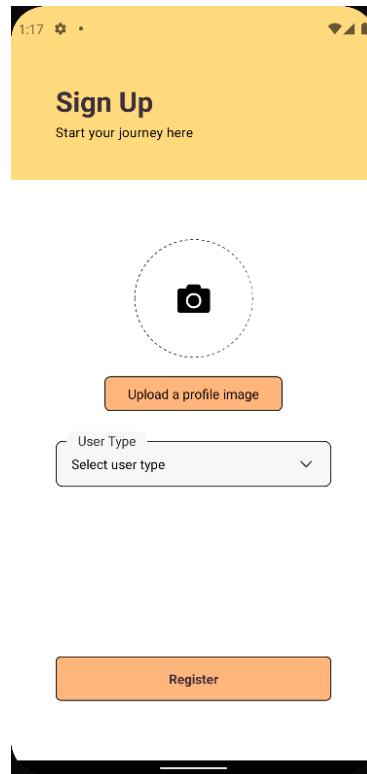 1:17
Sign Up
Start your journey here
Upload a profile image
User Type
Select user type
Register